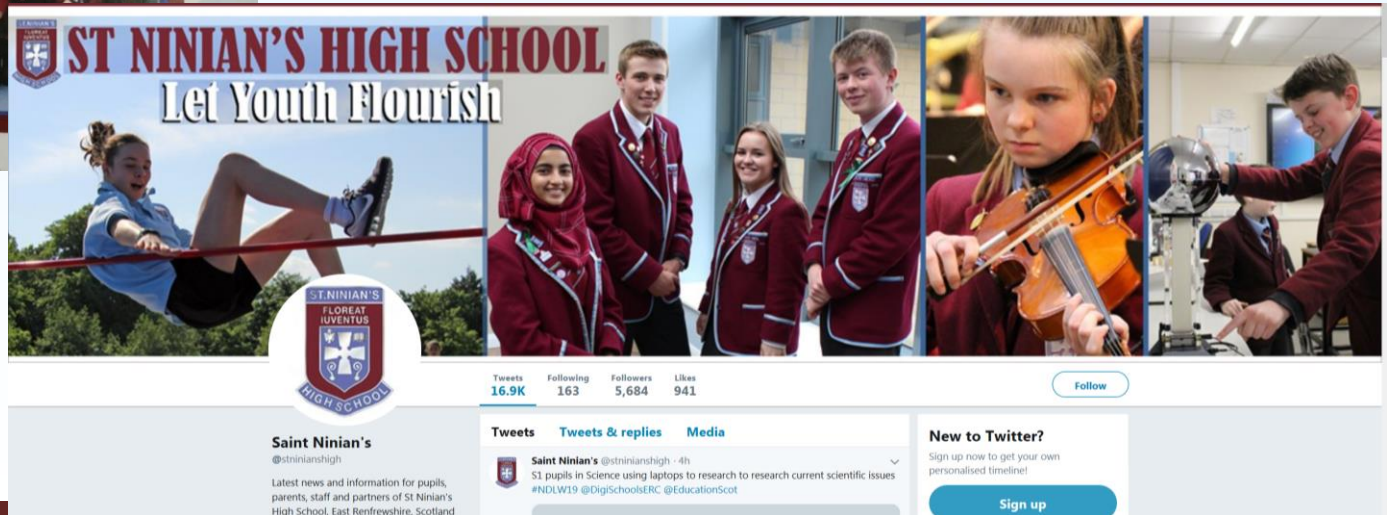 ST NINIAN'S HIGH SCHOOL
Let Youth Flourish
ST.NINIAN'S
FLOREAT
IUVENTUS
HIGH SCHOOL
Tweets Following Followers Likes
16.9K 163 5,684 941
Follow
Saint Ninian's
@stninianshigh
Latest news and information for pupils,
parents, staff and partners of St Ninian's
High School, East Renfrewshire, Scotland
Tweets Tweets & replies Media
Saint Ninian's @stninianshigh · 4h
S1 pupils in Science using laptops to research to research current scientific issues
#NDLW19 @DigiSchoolsERC @EducationScot
New to Twitter?
Sign up now to get your own
personalised timeline!
Sign up